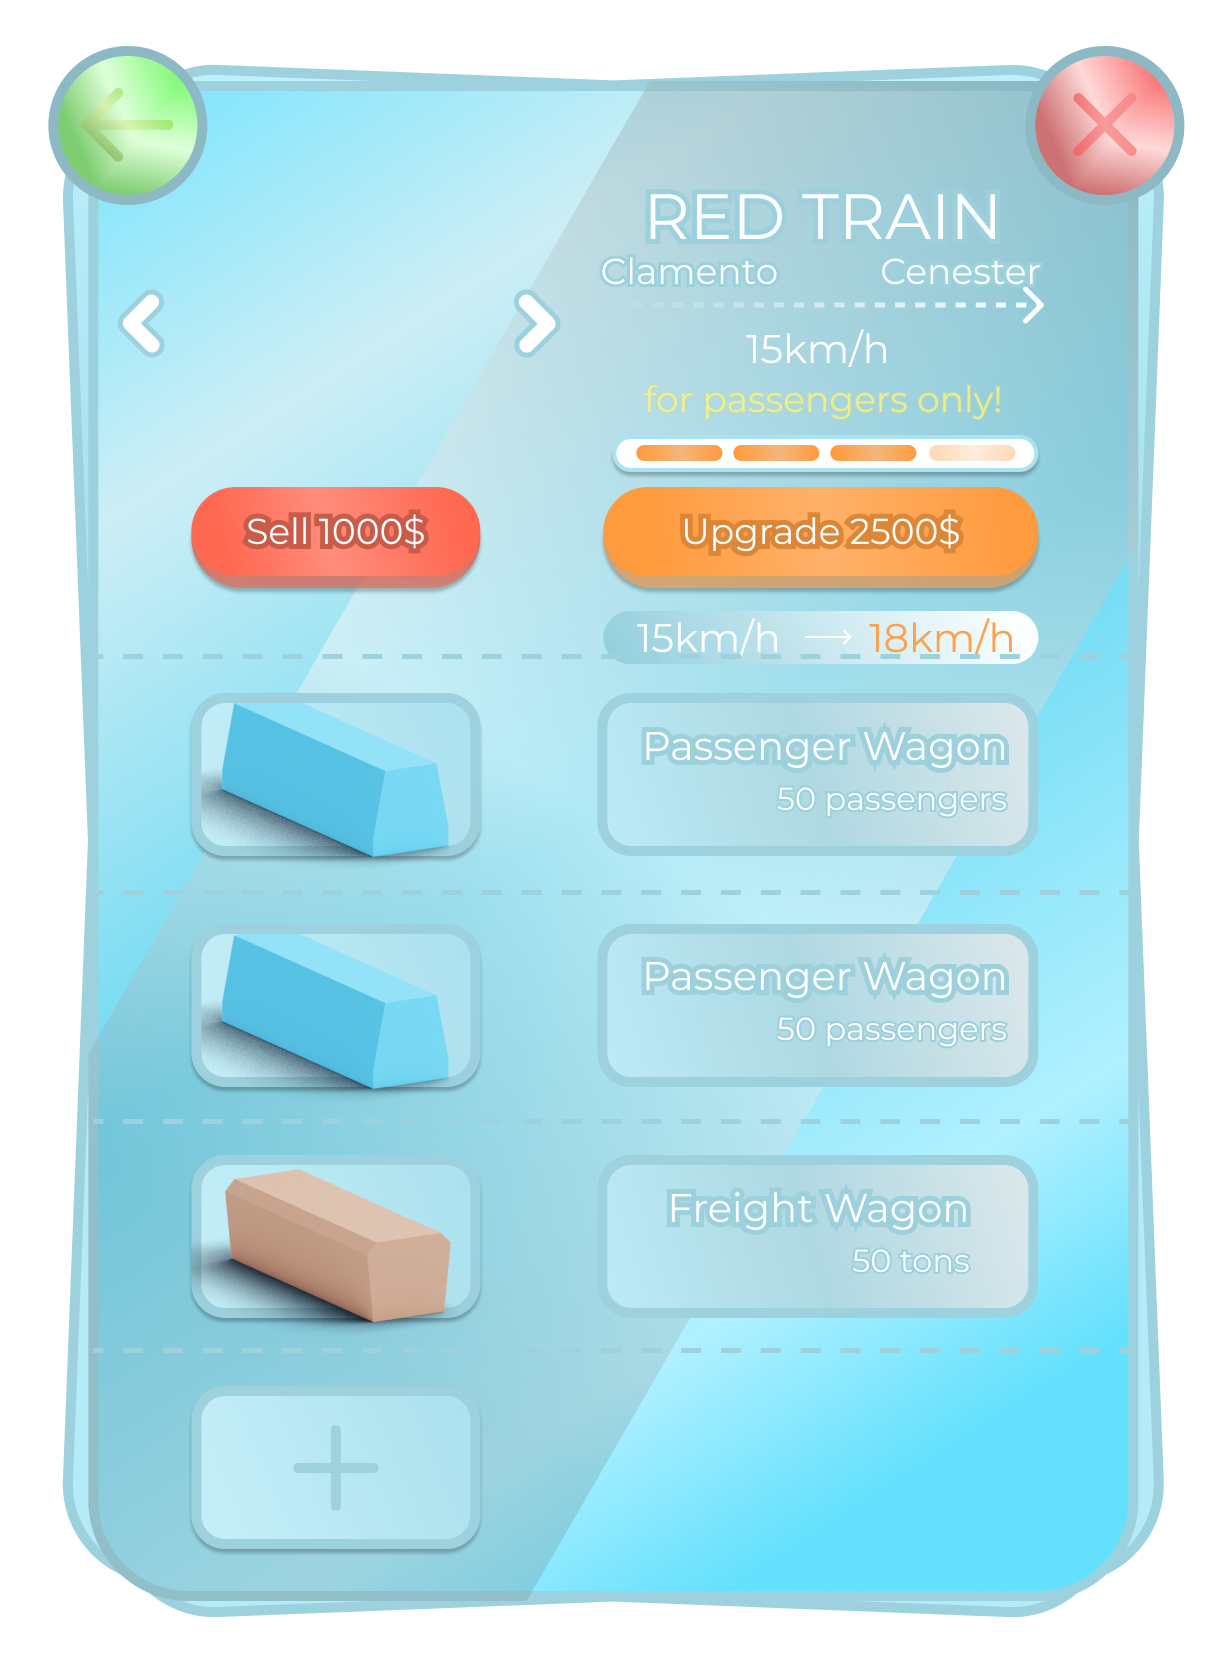 RED TRAIN
Clamento Cenester
15km/h
for passengers only!
Sell 1000$ Upgrade 2500$
15km/h 18km/h
Passenger Wagon
50 passengers
Passenger Wagon
50 passengers
Freight Wagon
50 tons